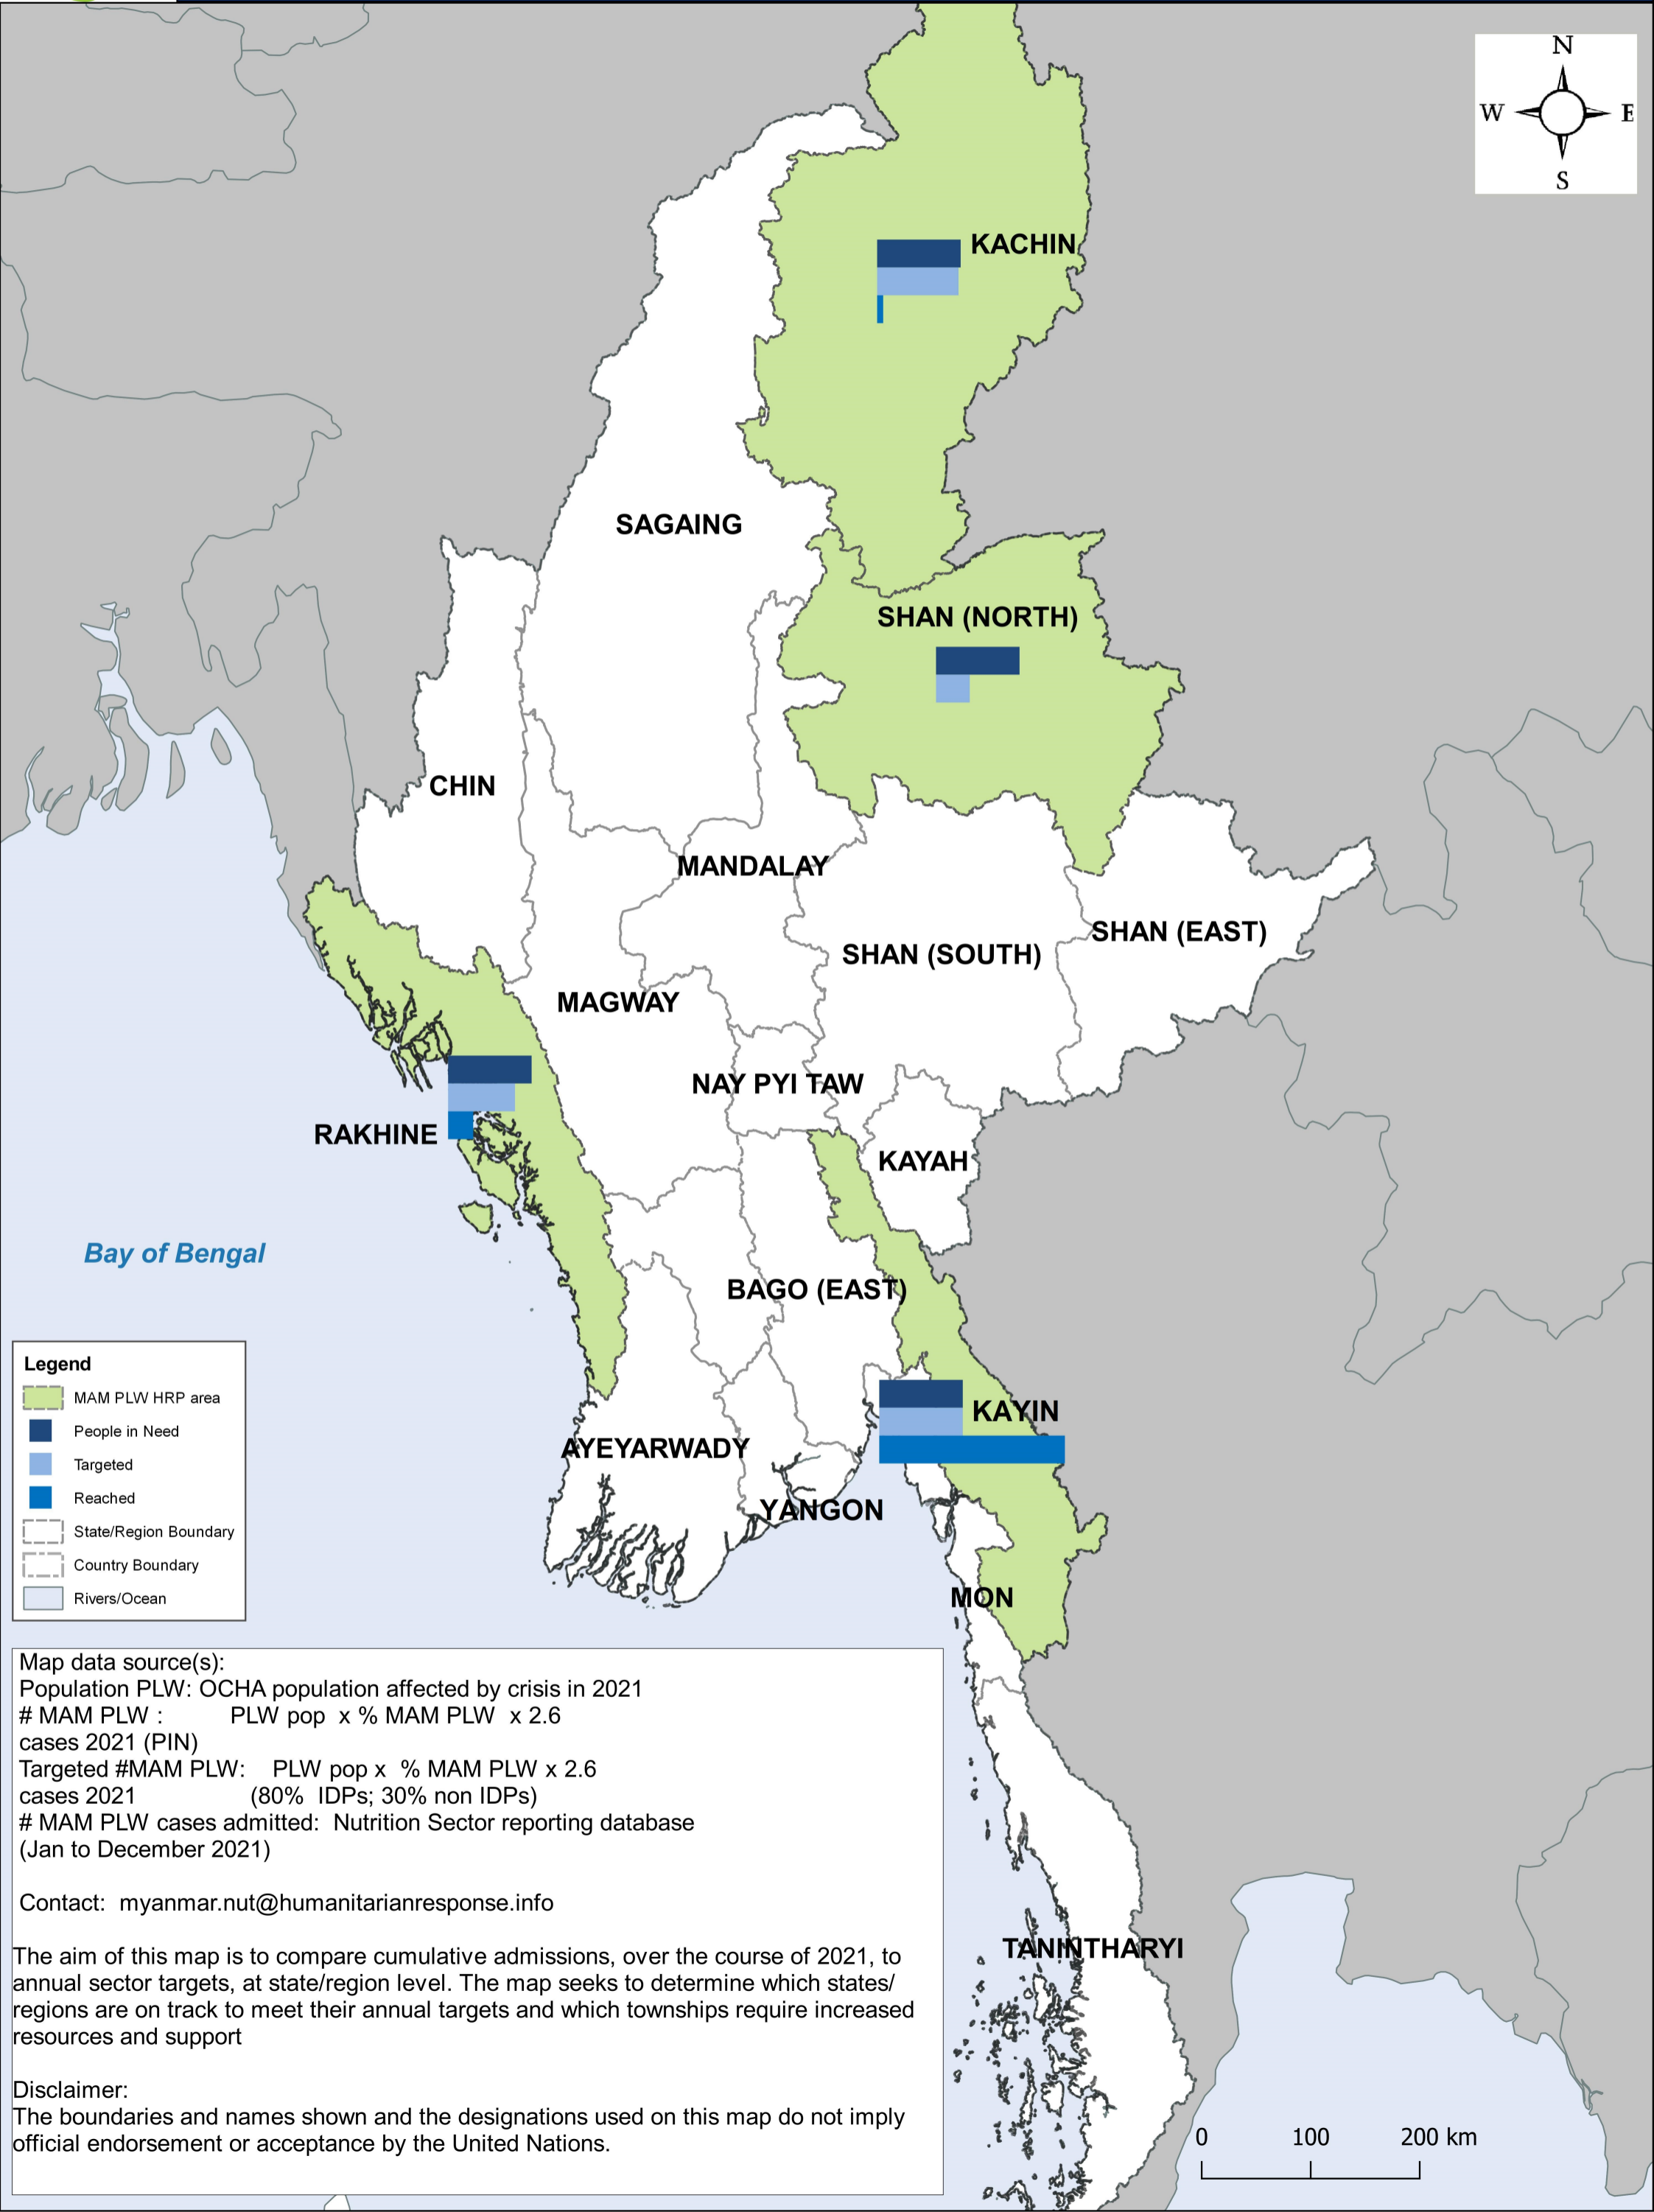 N
W E
S
KACHIN
SAGAING
SHAN (NORTH)
CHIN
MANDALAY
SHAN (EAST)
SHAN (SOUTH)
MAGWAY
NAY PYI TAW
RAKHINE
KAYAH
Bay of Bengal
BAGO (EAST)
KAYIN
AYEYARWADY
YANGON
MON
TANINTHARYI
Legend
MAM PLW HRP area
People in Need
Targeted
Reached
State/Region Boundary
Country Boundary
Rivers/Ocean
Map data source(s):
Population PLW: OCHA population affected by crisis in 2021
# MAM PLW : PLW pop x % MAM PLW x 2.6
cases 2021 (PIN)
Targeted #MAM PLW: PLW pop x % MAM PLW x 2.6
cases 2021 (80% IDPs; 30% non IDPs)
# MAM PLW cases admitted: Nutrition Sector reporting database
(Jan to December 2021)
Contact: myanmar.nut@humanitarianresponse.info
The aim of this map is to compare cumulative admissions, over the course of 2021, to
annual sector targets, at state/region level. The map seeks to determine which states/
regions are on track to meet their annual targets and which townships require increased
resources and support
Disclaimer:
The boundaries and names shown and the designations used on this map do not imply
official endorsement or acceptance by the United Nations.
0 100 200 km